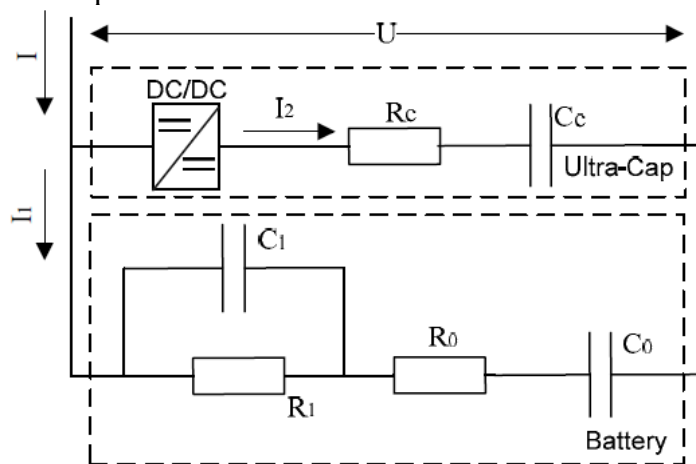 U
I
DC/DC
I2
Rc
Cc
Ultra-Cap
I1
C1
R0
C0
R1
Battery